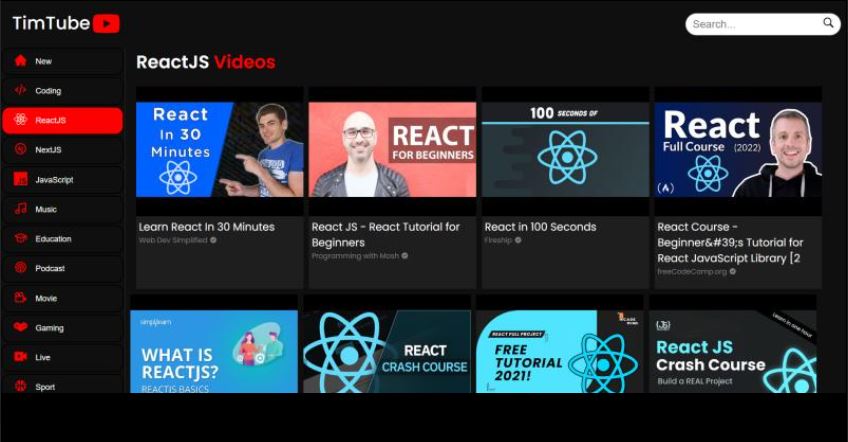 TimTube
Search...
New
Coding
ReactJS
NextJS
JavaScript
Music
Education
Podcast
Movie
Gaming
Live
Sport
ReactJS Videos
React
In 30
Minutes
Learn React In 30 Minutes
Web Dev Simplified
REACT
FOR BEGINNERS
React JS - React Tutorial for
Beginners
Programming with Mosh
100 SECONDS OF
React in 100 Seconds
Fireship
React
Full Course (2022)
React Course -
Beginner&#39;s Tutorial for
React JavaScript Library [2
freeCodeCamp.org
simplilearn
WHAT IS
REACTJS?
REACTJS BASICS
REACT
CRASH COURSE
REACT FULL PROJECT
FREE
TUTORIAL
2021!
Learn in one hour
React JS
Crash Course
Build a REAL Project